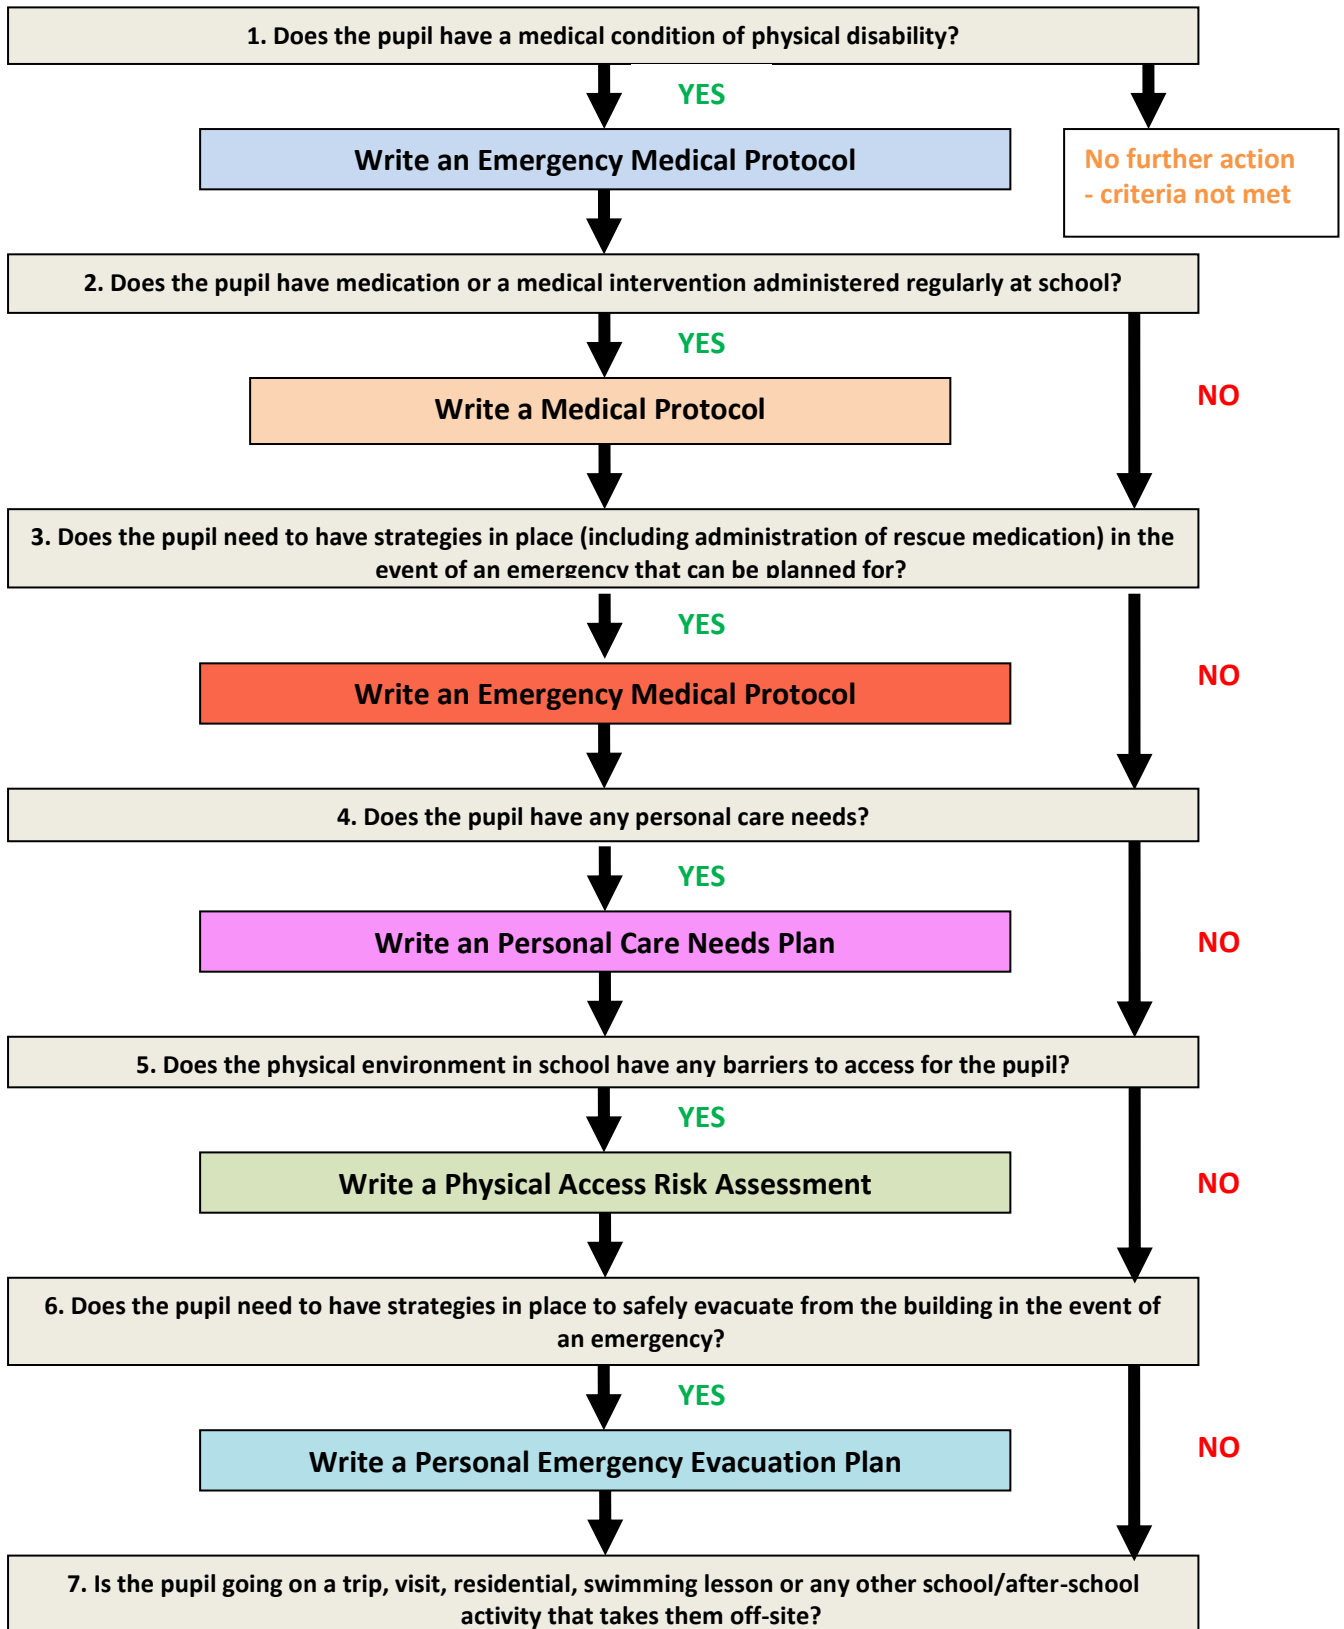 1. Does the pupil have a medical condition of physical disability?
YES
Write an Emergency Medical Protocol
No further action
- criteria not met
2. Does the pupil have medication or a medical intervention administered regularly at school?
YES
NO
Write a Medical Protocol
3. Does the pupil need to have strategies in place (including administration of rescue medication) in the
event of an emergency that can be planned for?
YES
NO
Write an Emergency Medical Protocol
4. Does the pupil have any personal care needs?
YES
Write an Personal Care Needs Plan
NO
5. Does the physical environment in school have any barriers to access for the pupil?
YES
Write a Physical Access Risk Assessment
NO
6. Does the pupil need to have strategies in place to safely evacuate from the building in the event of
an emergency?
YES
NO
Write a Personal Emergency Evacuation Plan
7. Is the pupil going on a trip, visit, residential, swimming lesson or any other school/after-school
activity that takes them off-site?